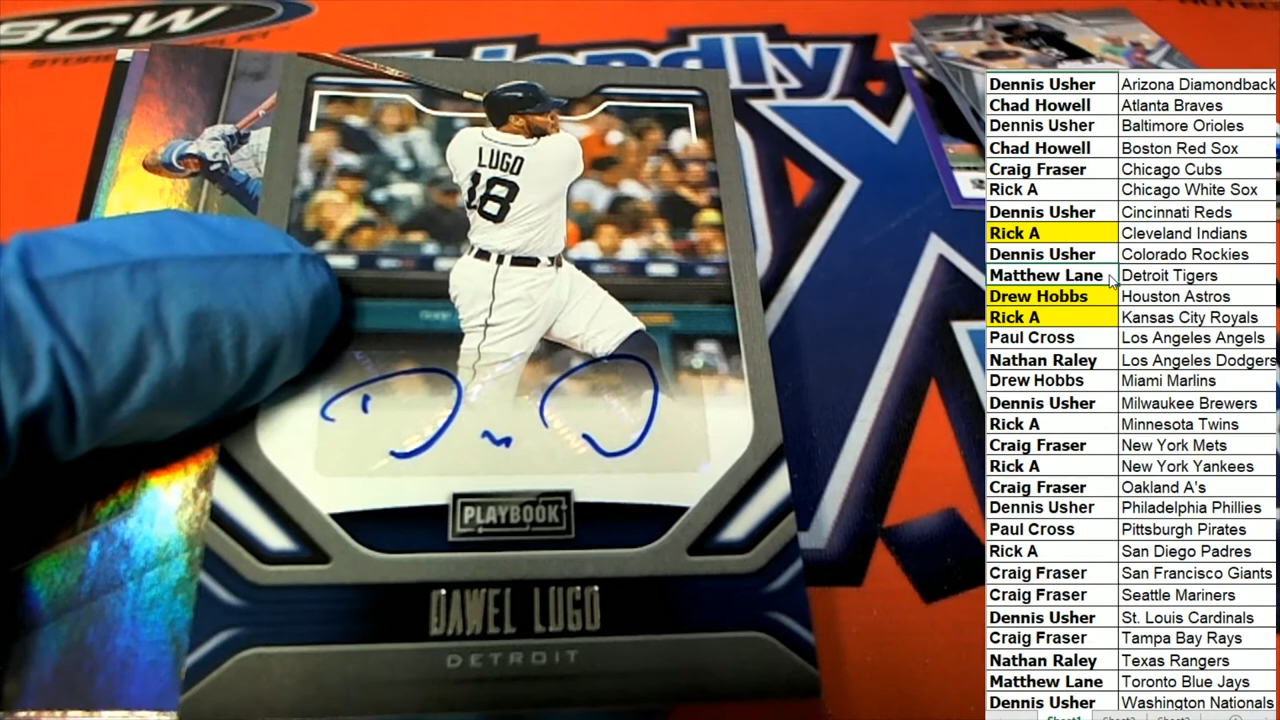 BCW
Friendly
LUGO
18
PLAYBOOK
DAWEL LUGO
DETROIT
Dennis Usher Arizona Diamondback
Chad Howell Atlanta Braves
Dennis Usher Baltimore Orioles
Chad Howell Boston Red Sox
Craig Fraser Chicago Cubs
Rick A Chicago White Sox
Dennis Usher Cincinnati Reds
Rick A Cleveland Indians
Dennis Usher Colorado Rockies
Matthew Lane Detroit Tigers
Drew Hobbs Houston Astros
Rick A Kansas City Royals
Paul Cross Los Angeles Angels
Nathan Raley Los Angeles Dodgers
Drew Hobbs Miami Marlins
Dennis Usher Milwaukee Brewers
Rick A Minnesota Twins
Craig Fraser New York Mets
Rick A New York Yankees
Craig Fraser Oakland A's
Dennis Usher Philadelphia Phillies
Paul Cross Pittsburgh Pirates
Rick A San Diego Padres
Craig Fraser San Francisco Giants
Craig Fraser Seattle Mariners
Dennis Usher St. Louis Cardinals
Craig Fraser Tampa Bay Rays
Nathan Raley Texas Rangers
Matthew Lane Toronto Blue Jays
Dennis Usher Washington Nationals